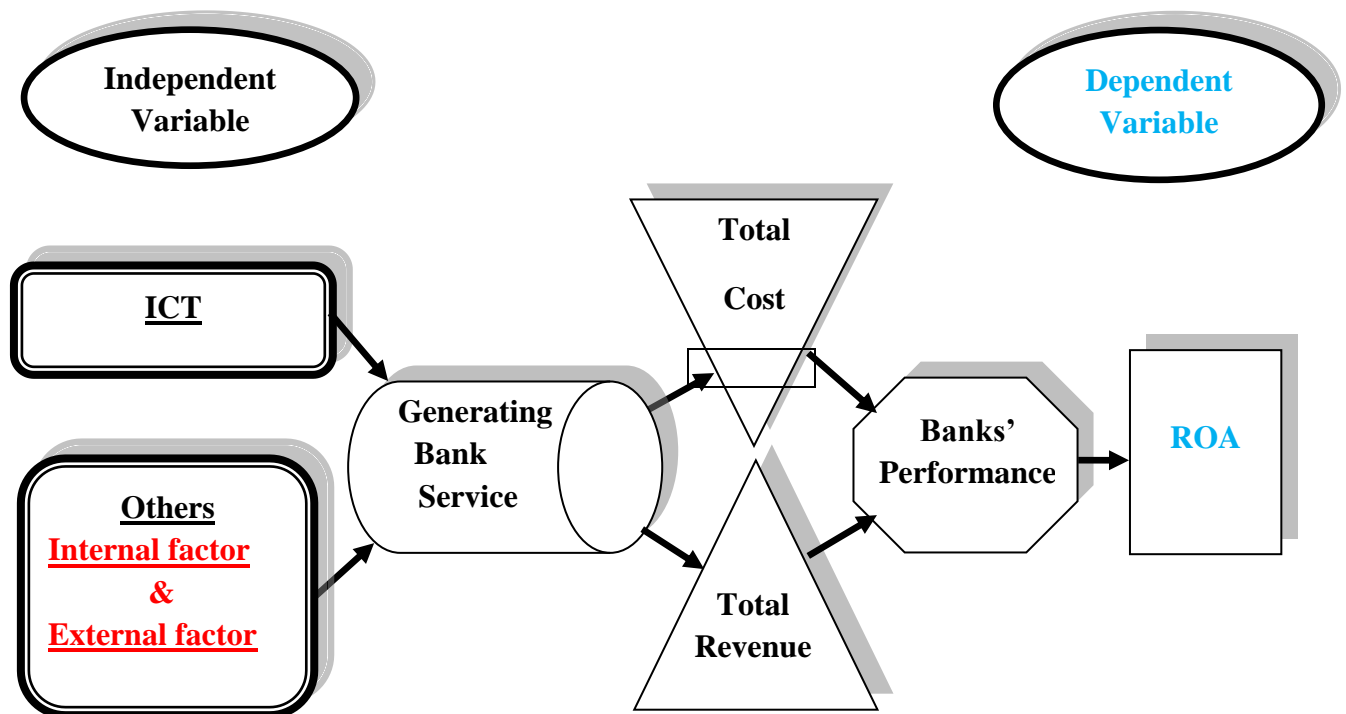 Independent
Variable
Dependent
Variable
ICT
Others
Internal factor
&
External factor
Generating
Bank
Service
Total
Cost
Total
Revenue
Banks’
Performance
ROA